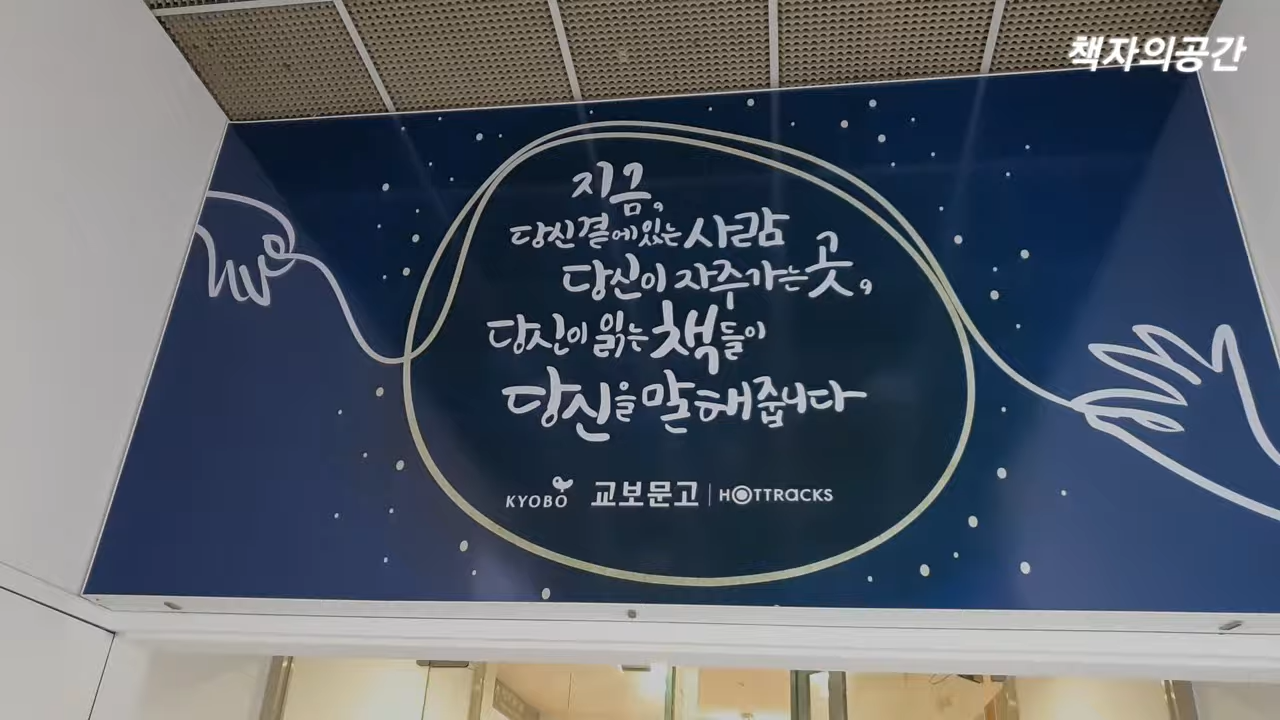 책자의공간
지금,
당신곁에있는 사람
당신이 자주가는 곳,
당신이 읽는 책들이
당신을 말해줍니다
KYOBO 교보문고 | HOTTRACKS